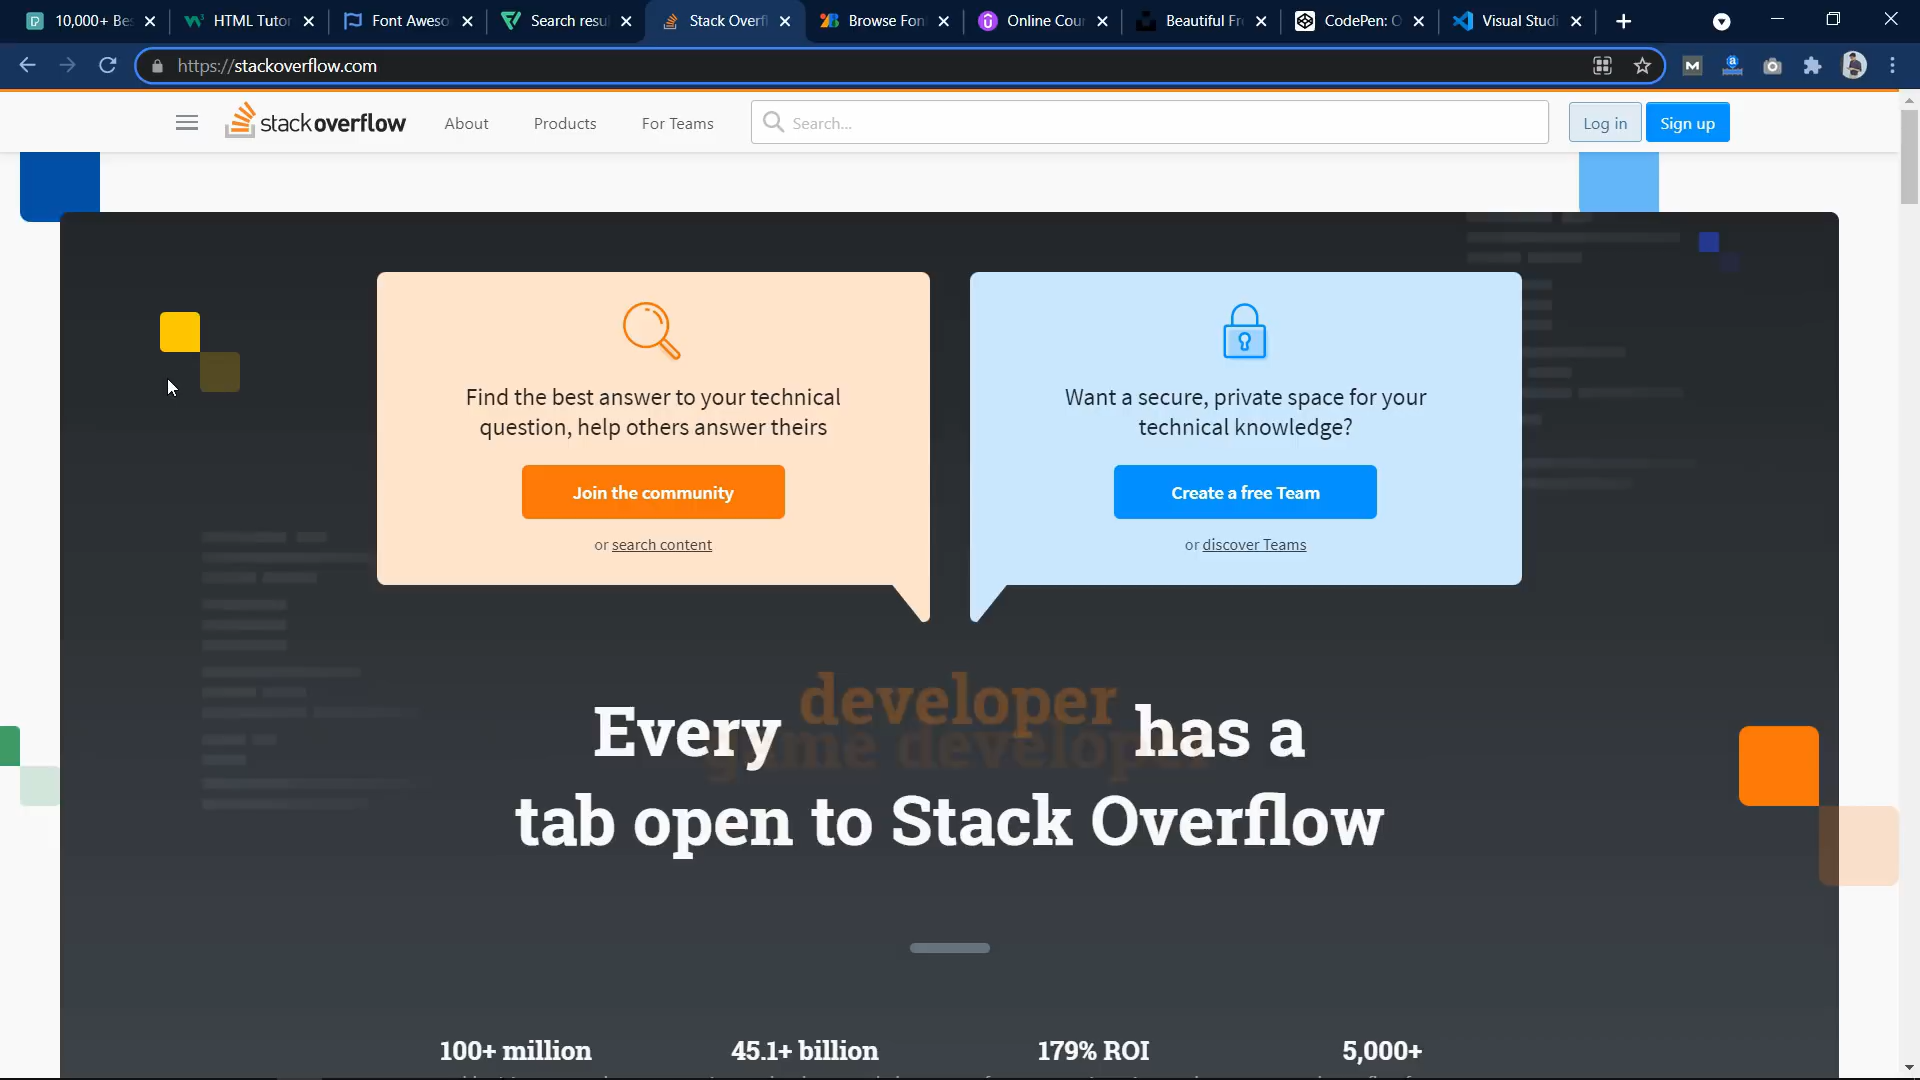 10,000+ Be
HTML Tutor
Font Aweso
Search resu
Stack Overfl
Browse Fon
Online Cour
Beautiful Fr
CodePen: O
Visual Studi
https://stackoverflow.com
stackoverflow
About
Products
For Teams
Search...
Log in
Sign up
Find the best answer to your technical
question, help others answer theirs
Join the community
or search content
Want a secure, private space for your
technical knowledge?
Create a free Team
or discover Teams
Every developer has a
game developer
tab open to Stack Overflow
100+ million
45.1+ billion
179% ROI
5,000+